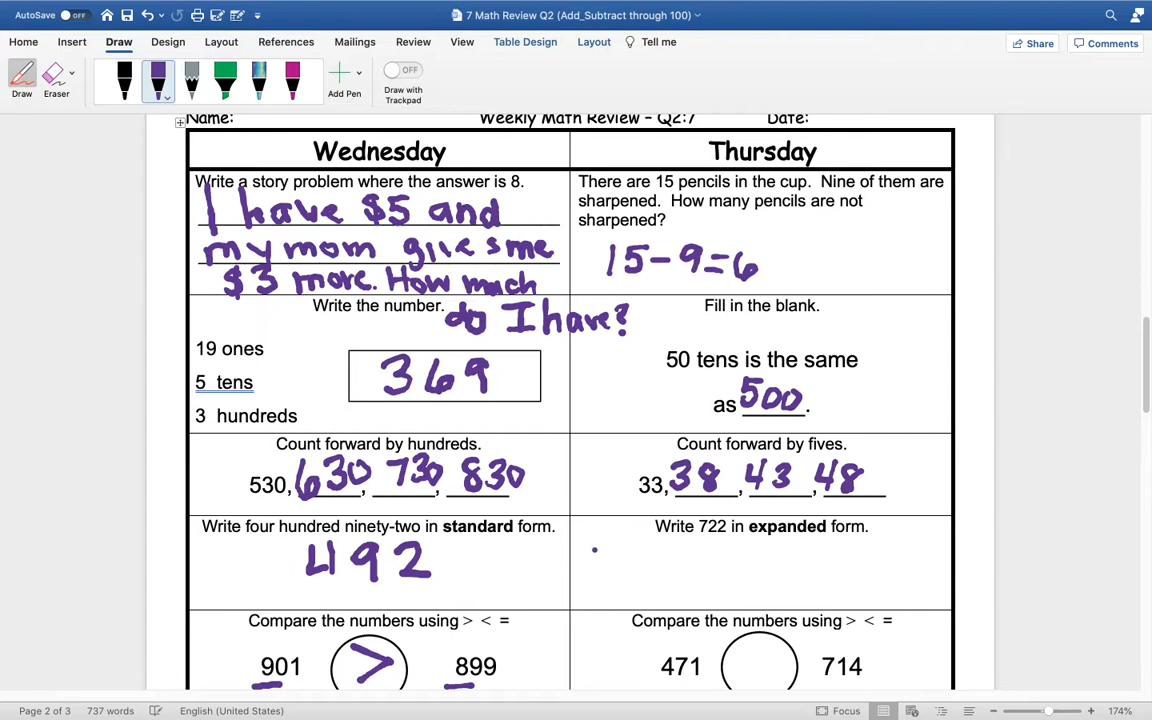 AutoSave OFF 7 Math Review Q2 (Add_Subtract through 100)
Home Insert Draw Design Layout References Mailings Review View Table Design Layout Tell me Share Comments
OFF
Draw Eraser Add Pen Draw with
Trackpad
Name: Weekly Math Review - Q2:7 Date:
Wednesday
Write a story problem where the answer is 8.
I have $5 and
my mom gives me
$3 more. How much
do I have?
Write the number.
19 ones
5 tens
3 hundreds
369
Count forward by hundreds.
530, 630, 730, 830
Write four hundred ninety-two in standard form.
492
Compare the numbers using > < =
901 > 899
Thursday
There are 15 pencils in the cup. Nine of them are
sharpened. How many pencils are not
sharpened?
15-9=6
Fill in the blank.
50 tens is the same
as 500.
Count forward by fives.
33, 38, 43, 48
Write 722 in expanded form.
Compare the numbers using > < =
471 714
Page 2 of 3 737 words English (United States) Focus 174%